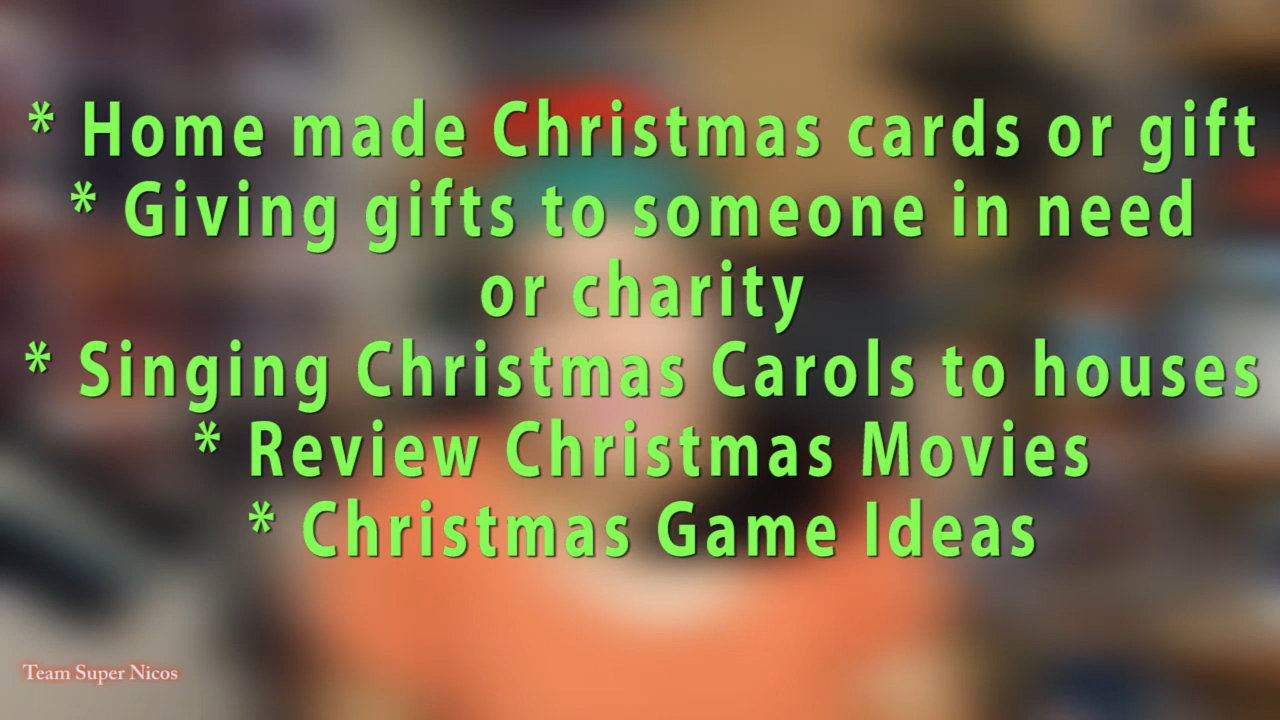 * Home made Christmas cards or gift
* Giving gifts to someone in need
or charity
* Singing Christmas Carols to houses
* Review Christmas Movies
* Christmas Game Ideas
Team Super Nicos